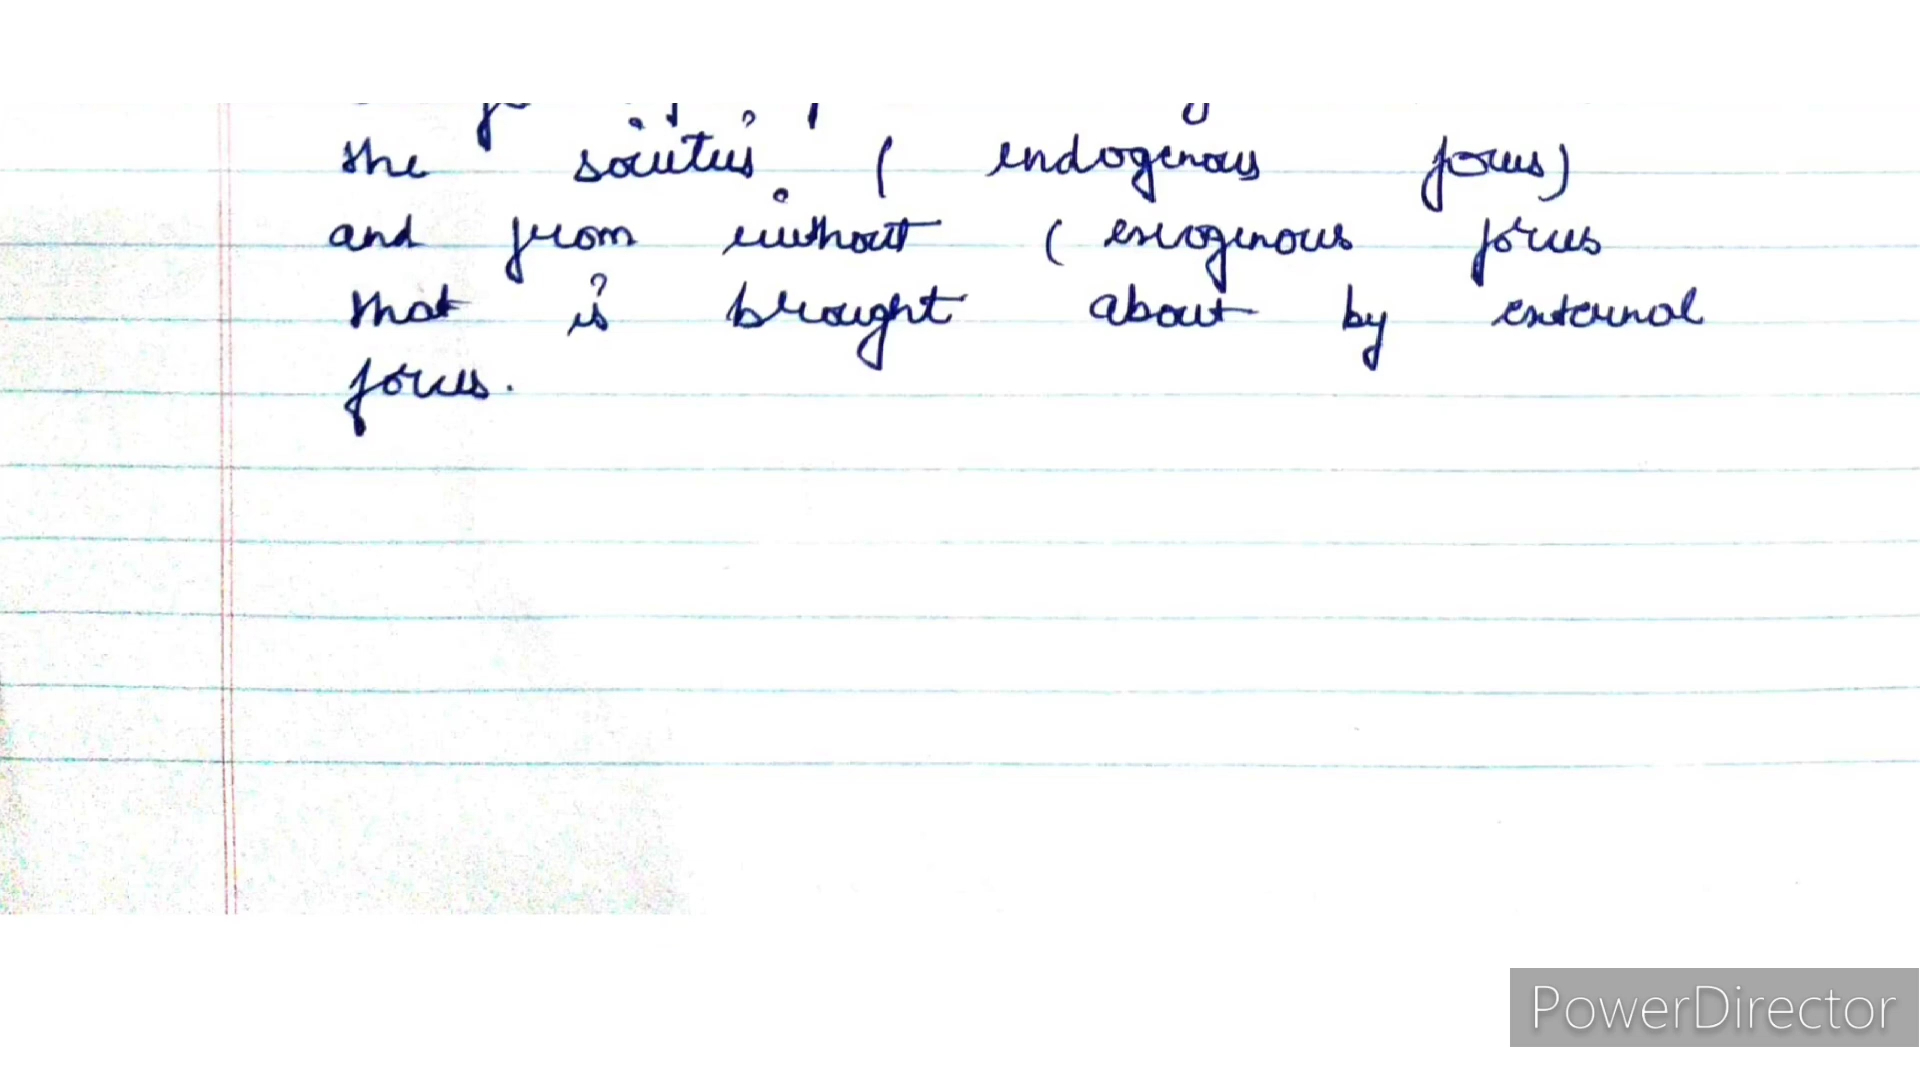 the societies ( endogenous forces)
and from without ( exogenous forces
that is brought about by external
forces.
PowerDirector